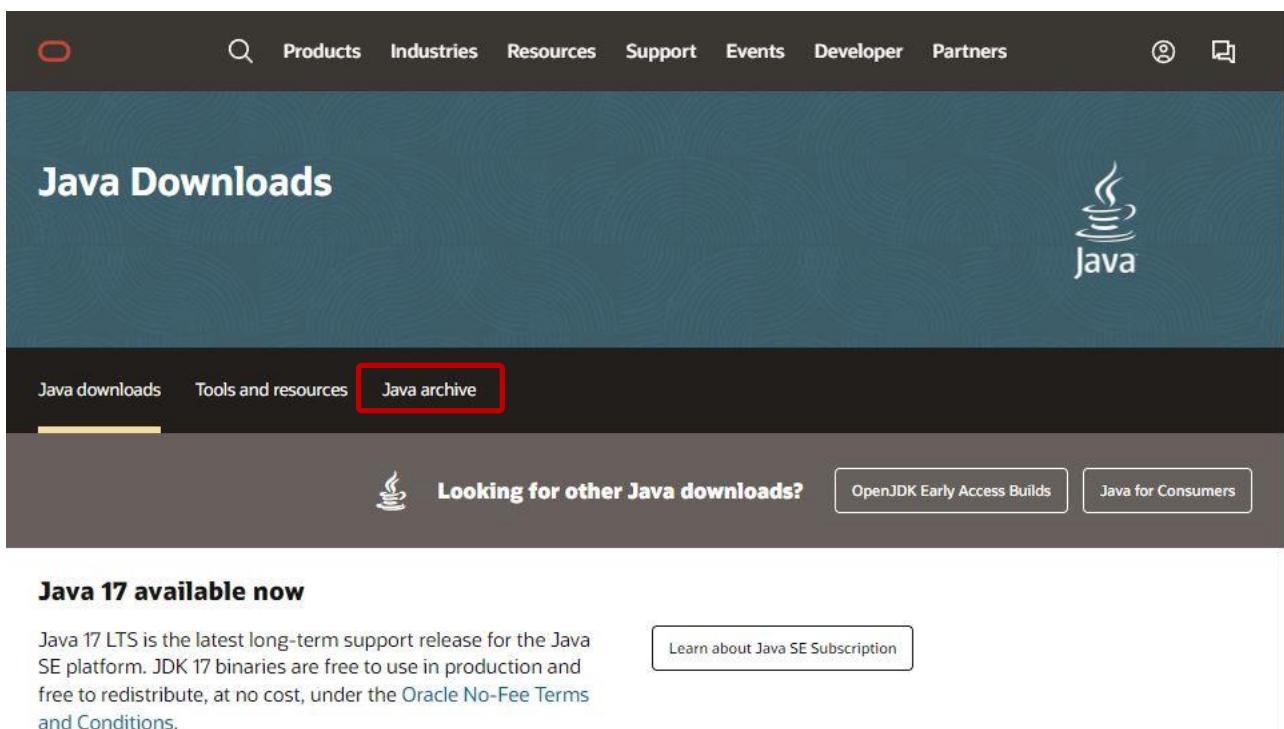 Products Industries Resources Support Events Developer Partners
Java Downloads
Java
Java downloads Tools and resources Java archive
Looking for other Java downloads? OpenJDK Early Access Builds Java for Consumers
Java 17 available now
Java 17 LTS is the latest long-term support release for the Java
SE platform. JDK 17 binaries are free to use in production and
free to redistribute, at no cost, under the Oracle No-Fee Terms
and Conditions.
Learn about Java SE Subscription